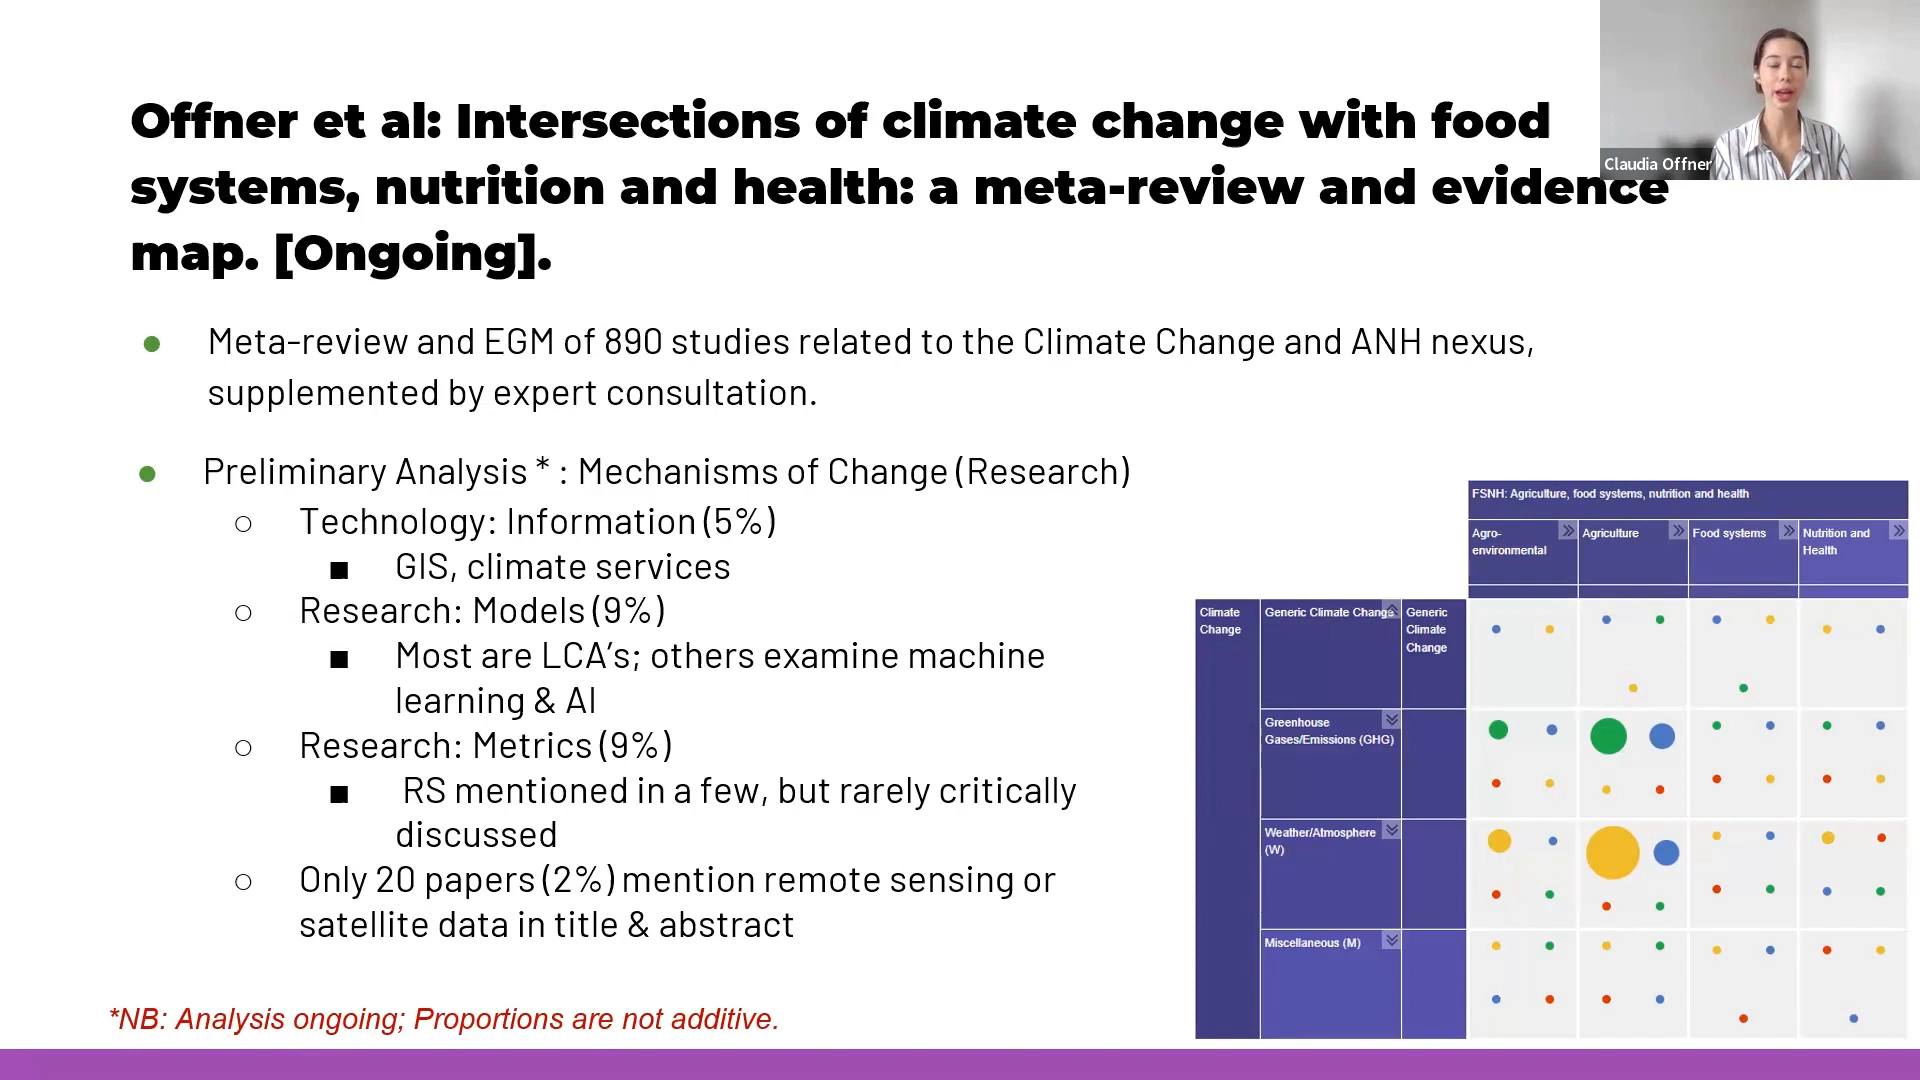 Offner et al: Intersections of climate change with food
systems, nutrition and health: a meta-review and evidence
map. [Ongoing].
Claudia Offner
● Meta-review and EGM of 890 studies related to the Climate Change and ANH nexus,
supplemented by expert consultation.
● Preliminary Analysis * : Mechanisms of Change (Research)
○ Technology: Information (5%)
■ GIS, climate services
○ Research: Models (9%)
■ Most are LCA’s; others examine machine
learning & AI
○ Research: Metrics (9%)
■ RS mentioned in a few, but rarely critically
discussed
○ Only 20 papers (2%) mention remote sensing or
satellite data in title & abstract
*NB: Analysis ongoing; Proportions are not additive.
FSNH: Agriculture, food systems, nutrition and health
Agro-
environmental
Agriculture
Food systems
Nutrition and
Health
Climate
Change
Generic Climate Change
Generic
Climate
Change
Greenhouse
Gases/Emissions (GHG)
Weather/Atmosphere
(W)
Miscellaneous (M)